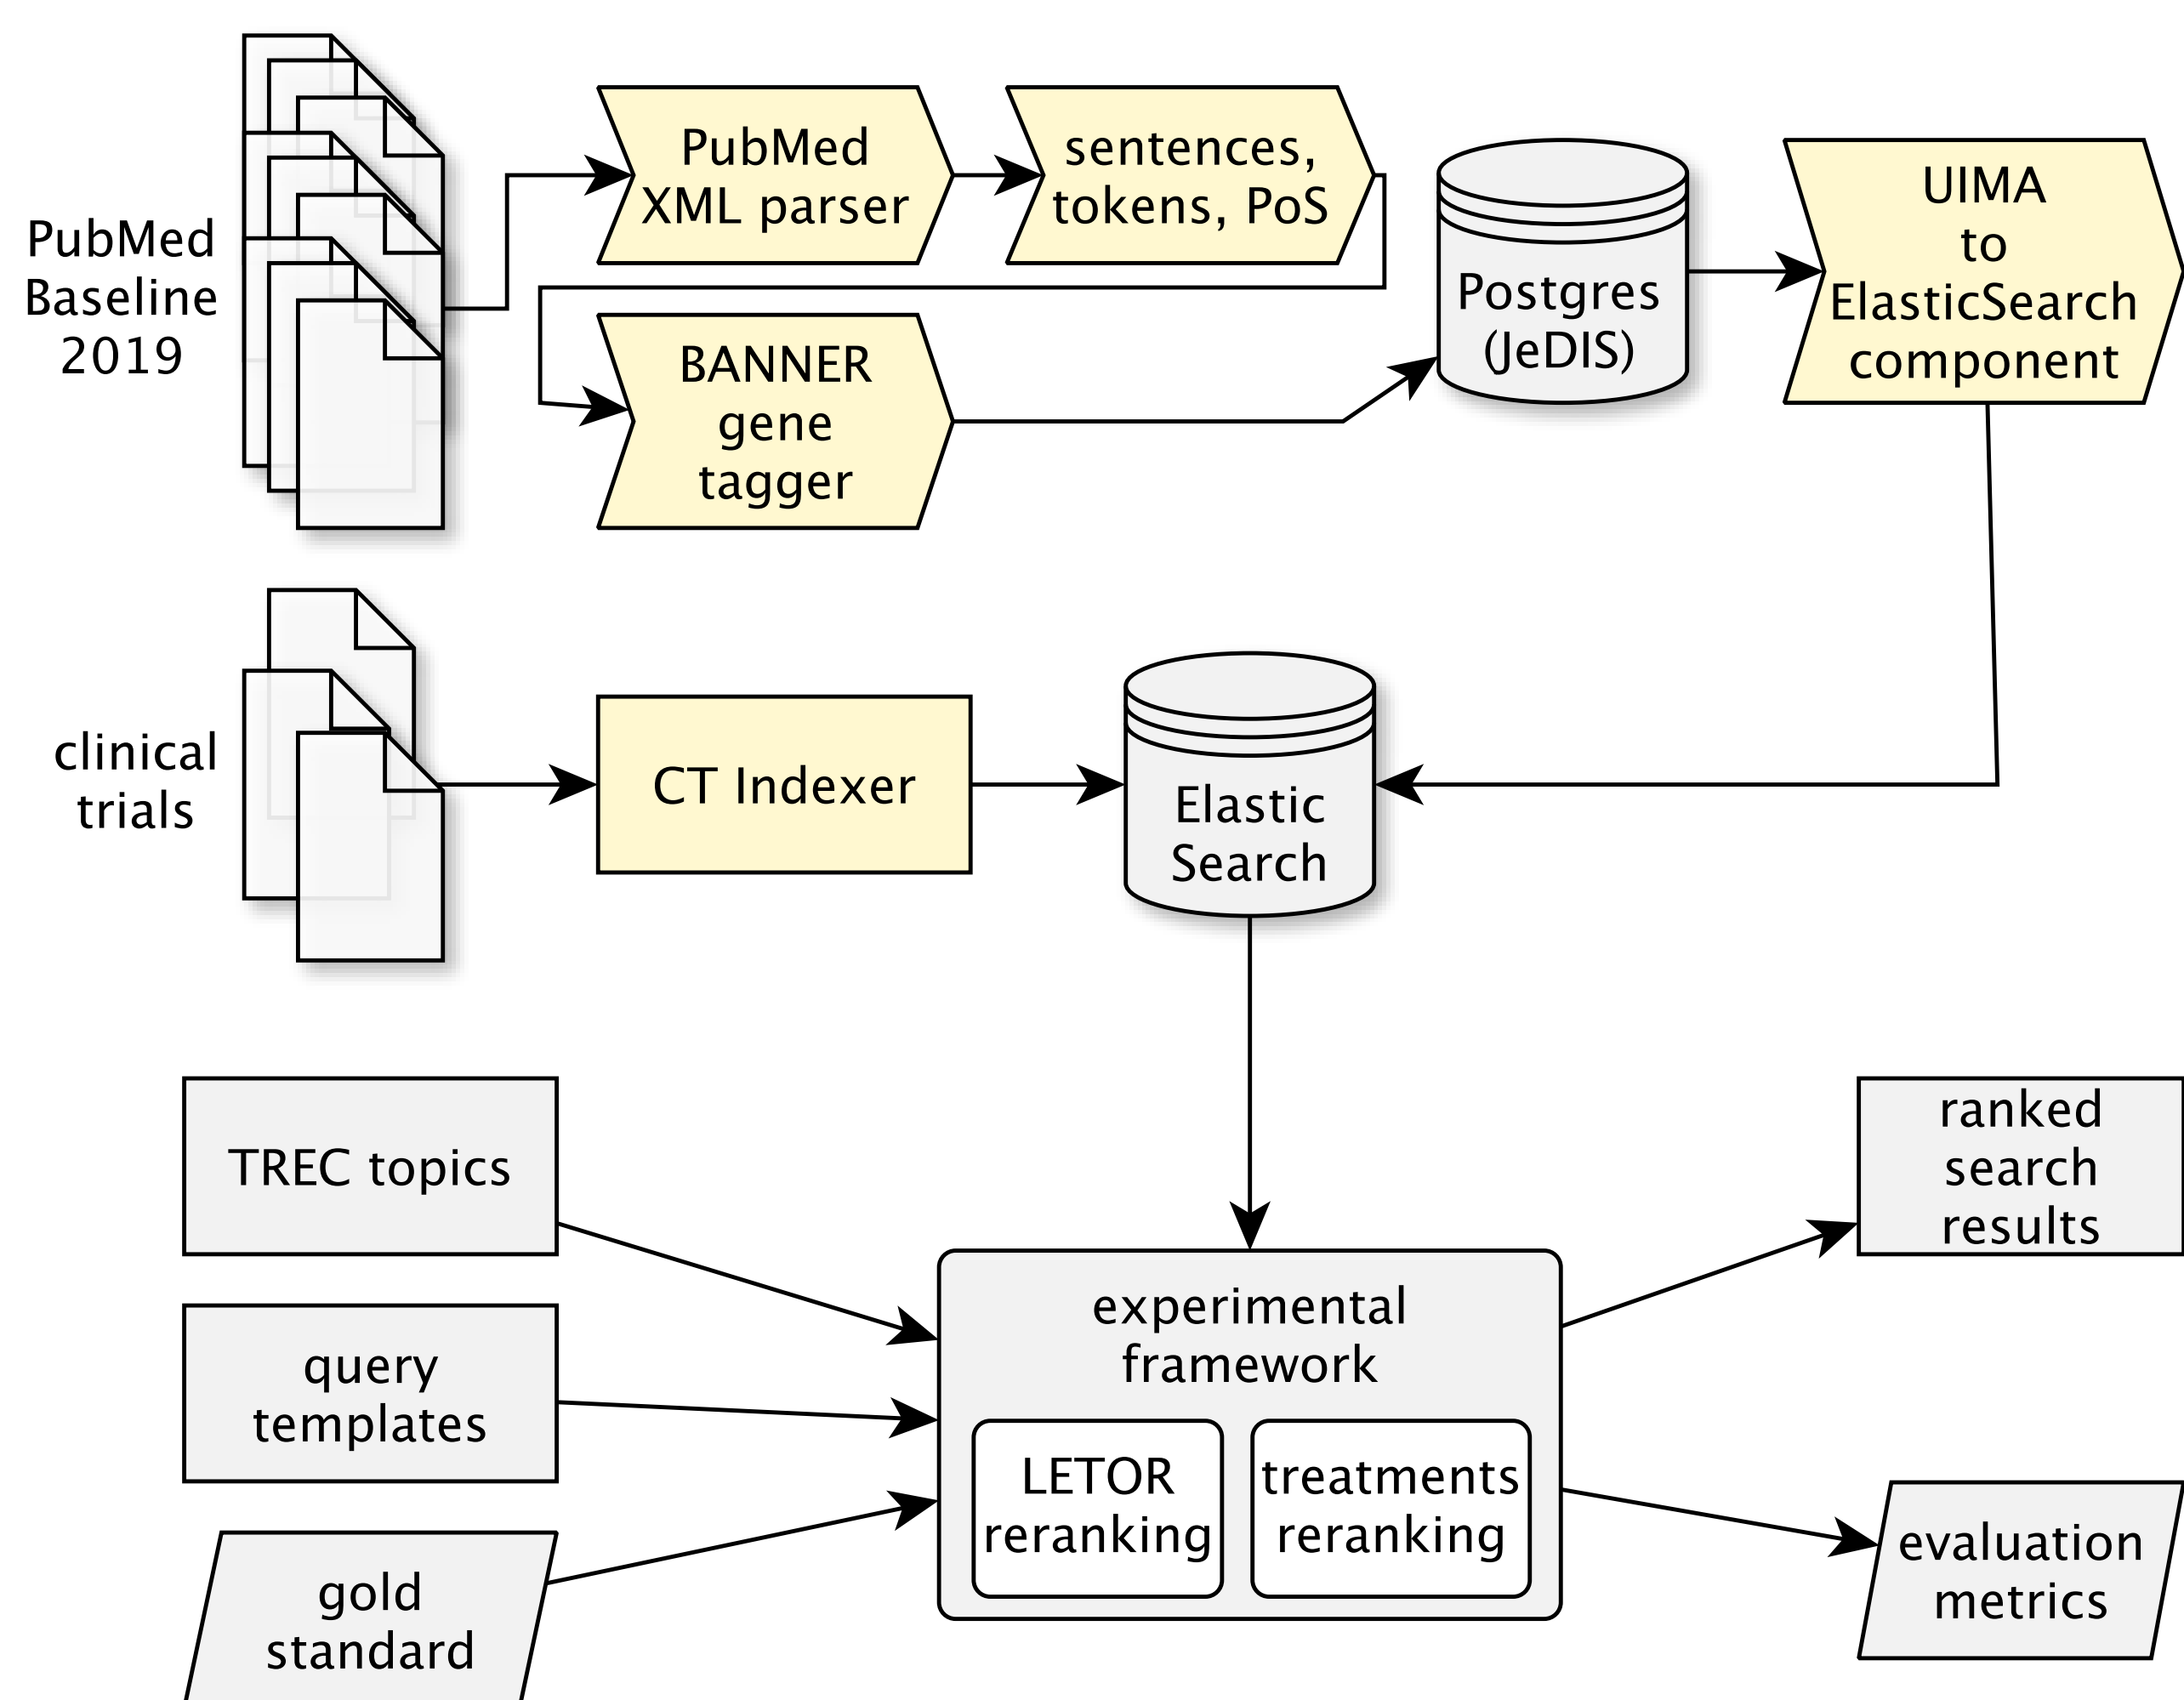 PubMed
Baseline
2019
PubMed
XML parser
sentences,
tokens, PoS
BANNER
gene
tagger
Postgres
(JeDIS)
UIMA
to
ElasticSearch
component
clinical
trials
CT Indexer
Elastic
Search
TREC topics
query
templates
gold
standard
experimental
framework
LETOR
reranking
treatments
reranking
ranked
search
results
evaluation
metrics